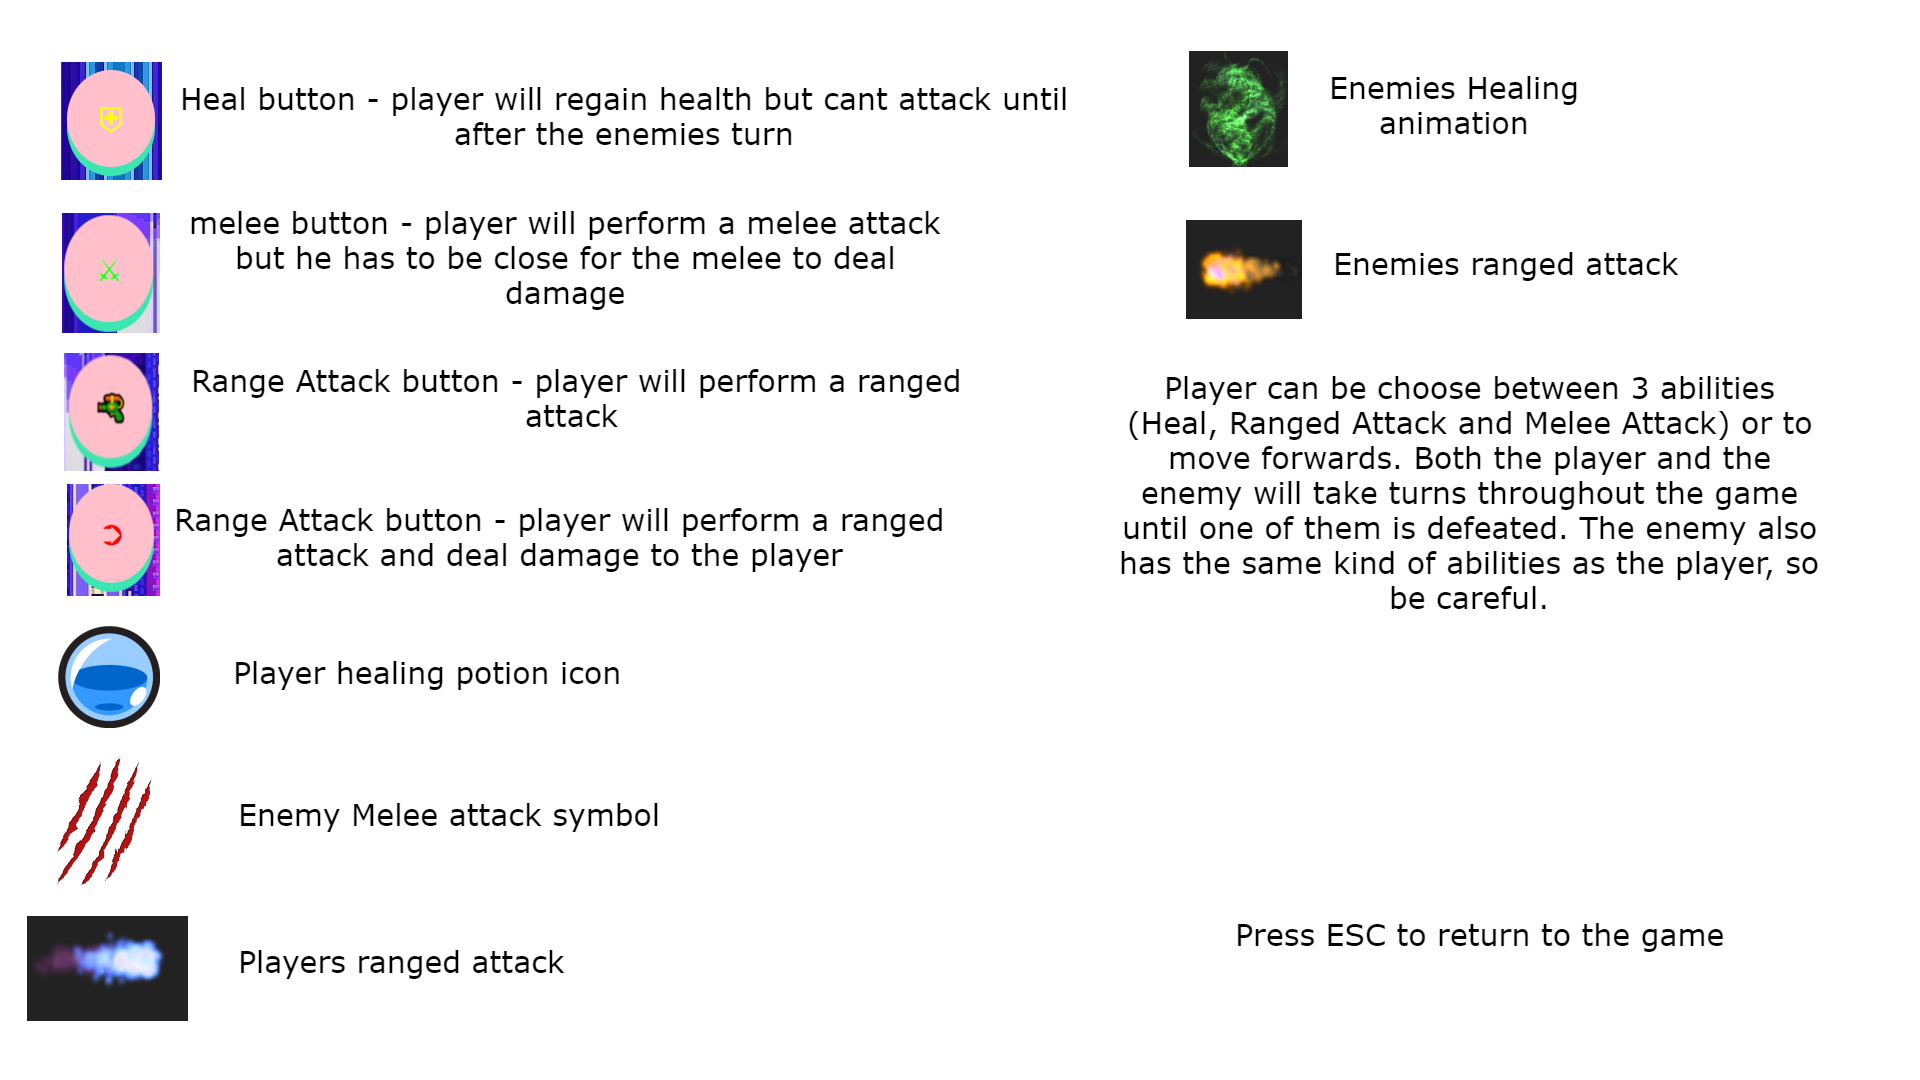 Heal button - player will regain health but cant attack until
after the enemies turn
melee button - player will perform a melee attack
but he has to be close for the melee to deal
damage
Range Attack button - player will perform a ranged
attack
Range Attack button - player will perform a ranged
attack and deal damage to the player
Player healing potion icon
Enemy Melee attack symbol
Players ranged attack
Enemies Healing
animation
Enemies ranged attack
Player can be choose between 3 abilities
(Heal, Ranged Attack and Melee Attack) or to
move forwards. Both the player and the
enemy will take turns throughout the game
until one of them is defeated. The enemy also
has the same kind of abilities as the player, so
be careful.
Press ESC to return to the game